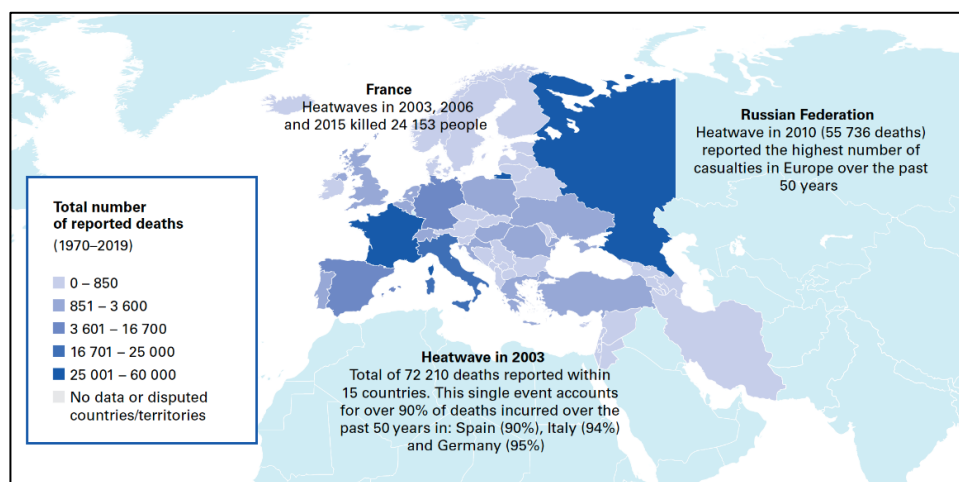 France
Heatwaves in 2003, 2006
and 2015 killed 24 153 people
Russian Federation
Heatwave in 2010 (55 736 deaths)
reported the highest number of
casualties in Europe over the past
50 years
Total number
of reported deaths
(1970–2019)
0 – 850
851 – 3 600
3 601 – 16 700
16 701 – 25 000
25 001 – 60 000
No data or disputed
countries/territories
Heatwave in 2003
Total of 72 210 deaths reported within
15 countries. This single event accounts
for over 90% of deaths incurred over the
past 50 years in: Spain (90%), Italy (94%)
and Germany (95%)